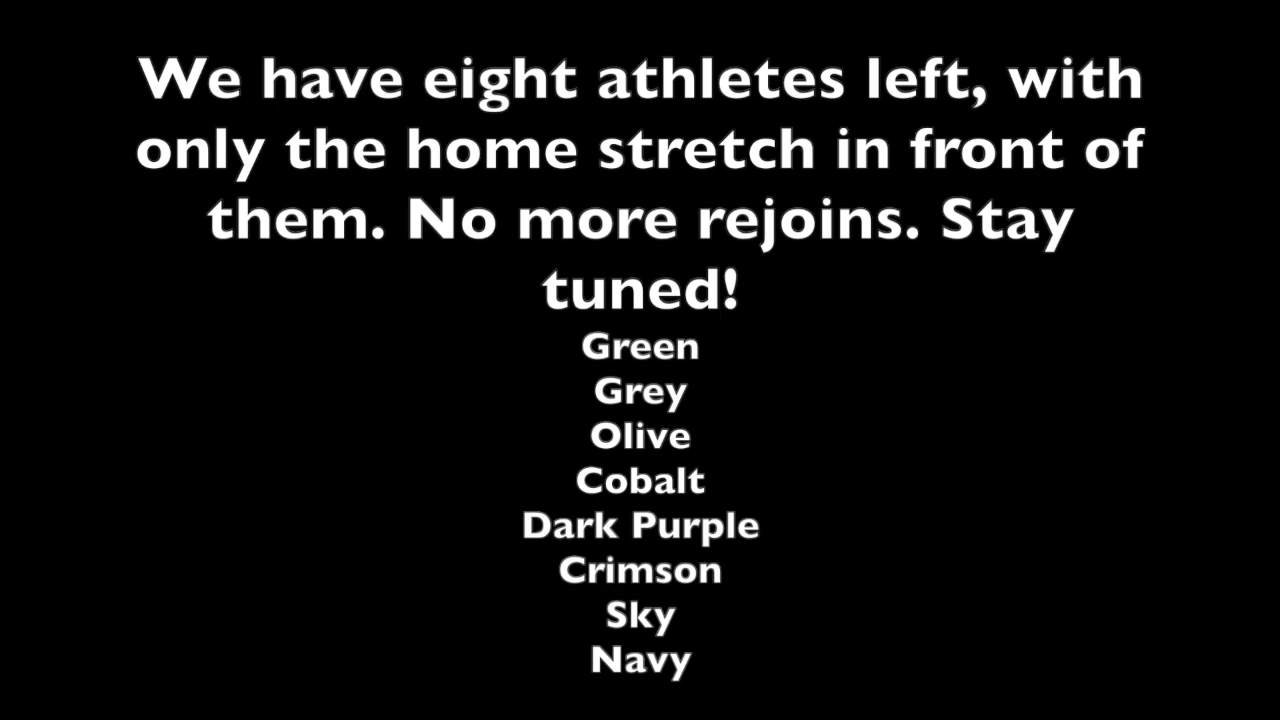 We have eight athletes left, with
only the home stretch in front of
them. No more rejoins. Stay
tuned!
Green
Grey
Olive
Cobalt
Dark Purple
Crimson
Sky
Navy